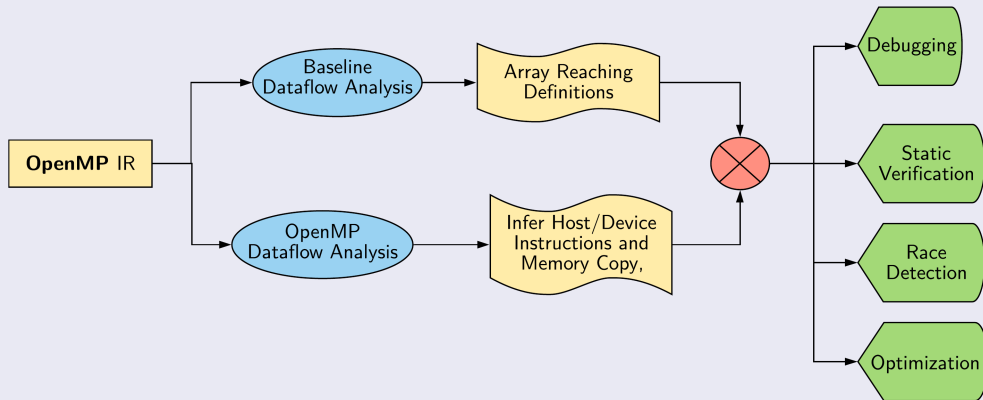 OpenMP IR
Baseline
Dataflow Analysis
Array Reaching
Definitions
OpenMP
Dataflow Analysis
Infer Host/Device
Instructions and
Memory Copy,
Debugging
Static
Verification
Race
Detection
Optimization